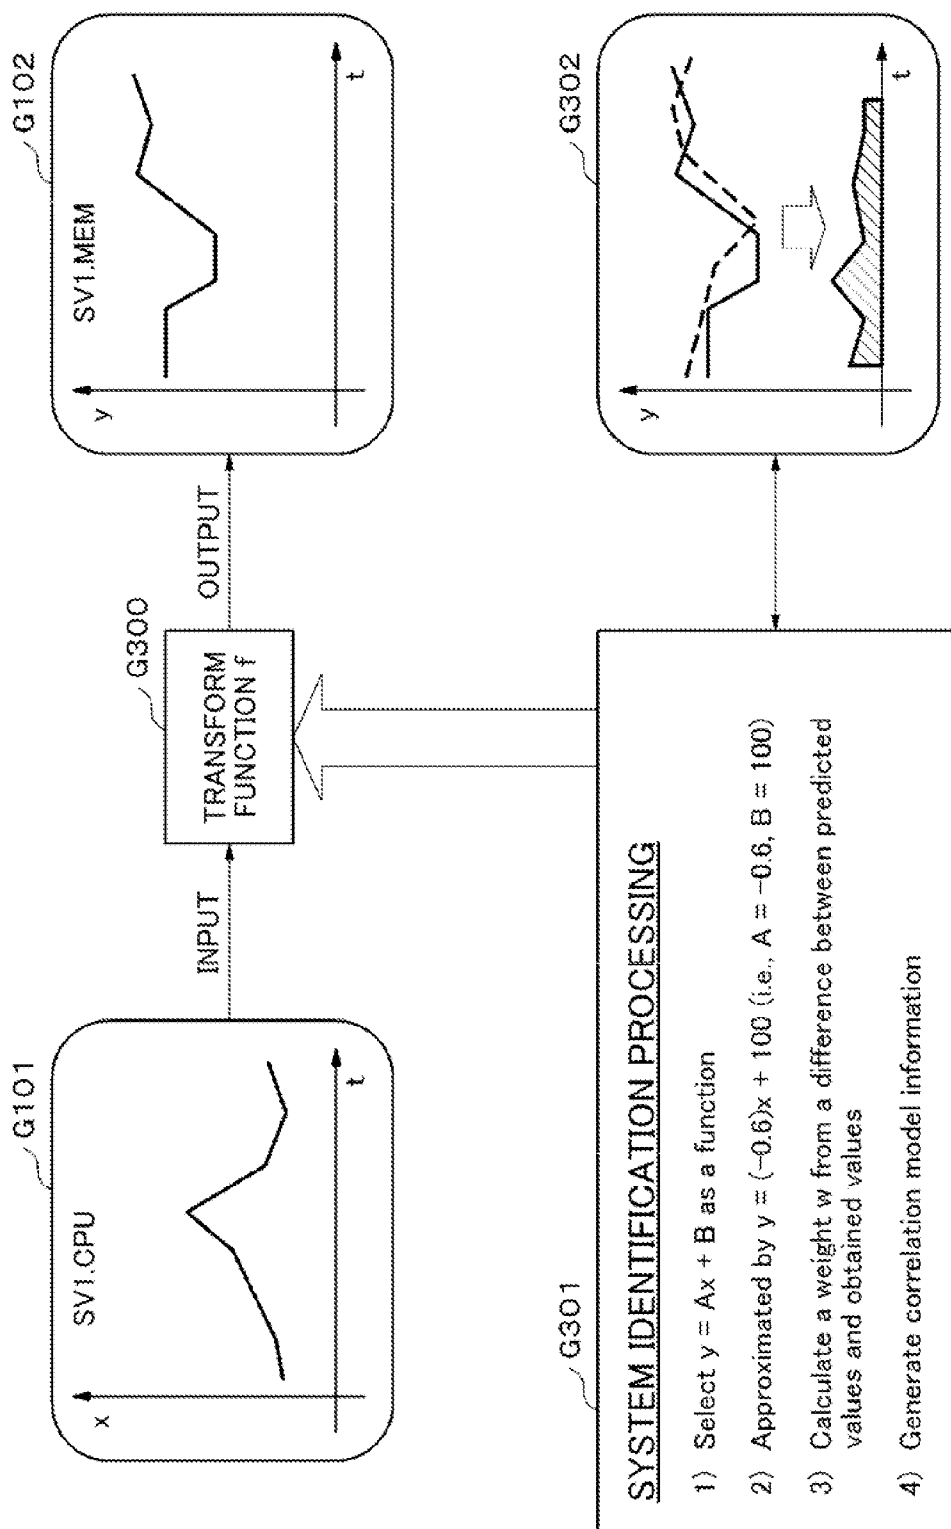 G101
SV1.CPU
x
t
INPUT
G300
TRANSFORM
FUNCTION f
OUTPUT
G102
SV1.MEM
y
t
G301
SYSTEM IDENTIFICATION PROCESSING
1) Select y = Ax + B as a function
2) Approximated by y = (−0.6)x + 100 (i.e., A = −0.6, B = 100)
3) Calculate a weight w from a difference between predicted
values and obtained values
4) Generate correlation model information
G302
y
t